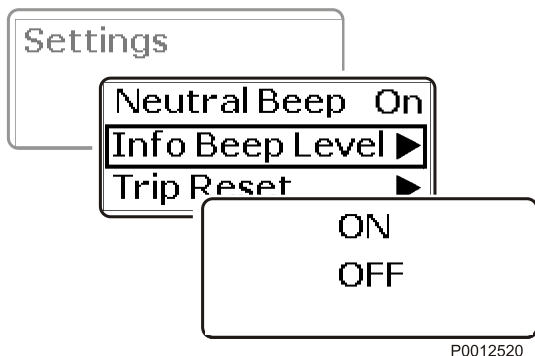 Settings
Neutral Beep On
Info Beep Level ▶
Trip Reset ▶
ON
OFF
P0012520